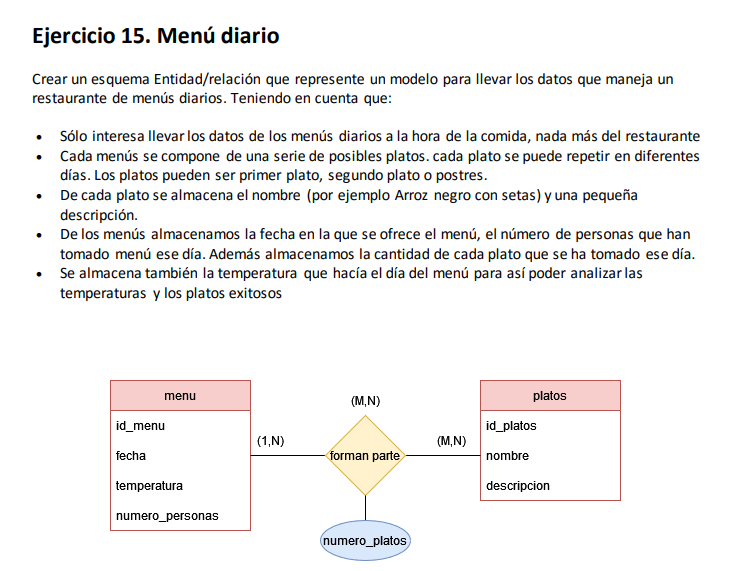 Ejercicio 15. Menú diario
Crear un esquema Entidad/relación que represente un modelo para llevar los datos que maneja un
restaurante de menús diarios. Teniendo en cuenta que:
• Sólo interesa llevar los datos de los menús diarios a la hora de la comida, nada más del restaurante
• Cada menús se compone de una serie de posibles platos. cada plato se puede repetir en diferentes
días. Los platos pueden ser primer plato, segundo plato o postres.
• De cada plato se almacena el nombre (por ejemplo Arroz negro con setas) y una pequeña
descripción.
• De los menús almacenamos la fecha en la que se ofrece el menú, el número de personas que han
tomado menú ese día. Además almacenamos la cantidad de cada plato que se ha tomado ese día.
• Se almacena también la temperatura que hacía el día del menú para así poder analizar las
temperaturas y los platos exitosos
menu
id_menu
fecha
temperatura
numero_personas
(1,N)
(M,N)
forman parte
numero_platos
(M,N)
platos
id_platos
nombre
descripcion